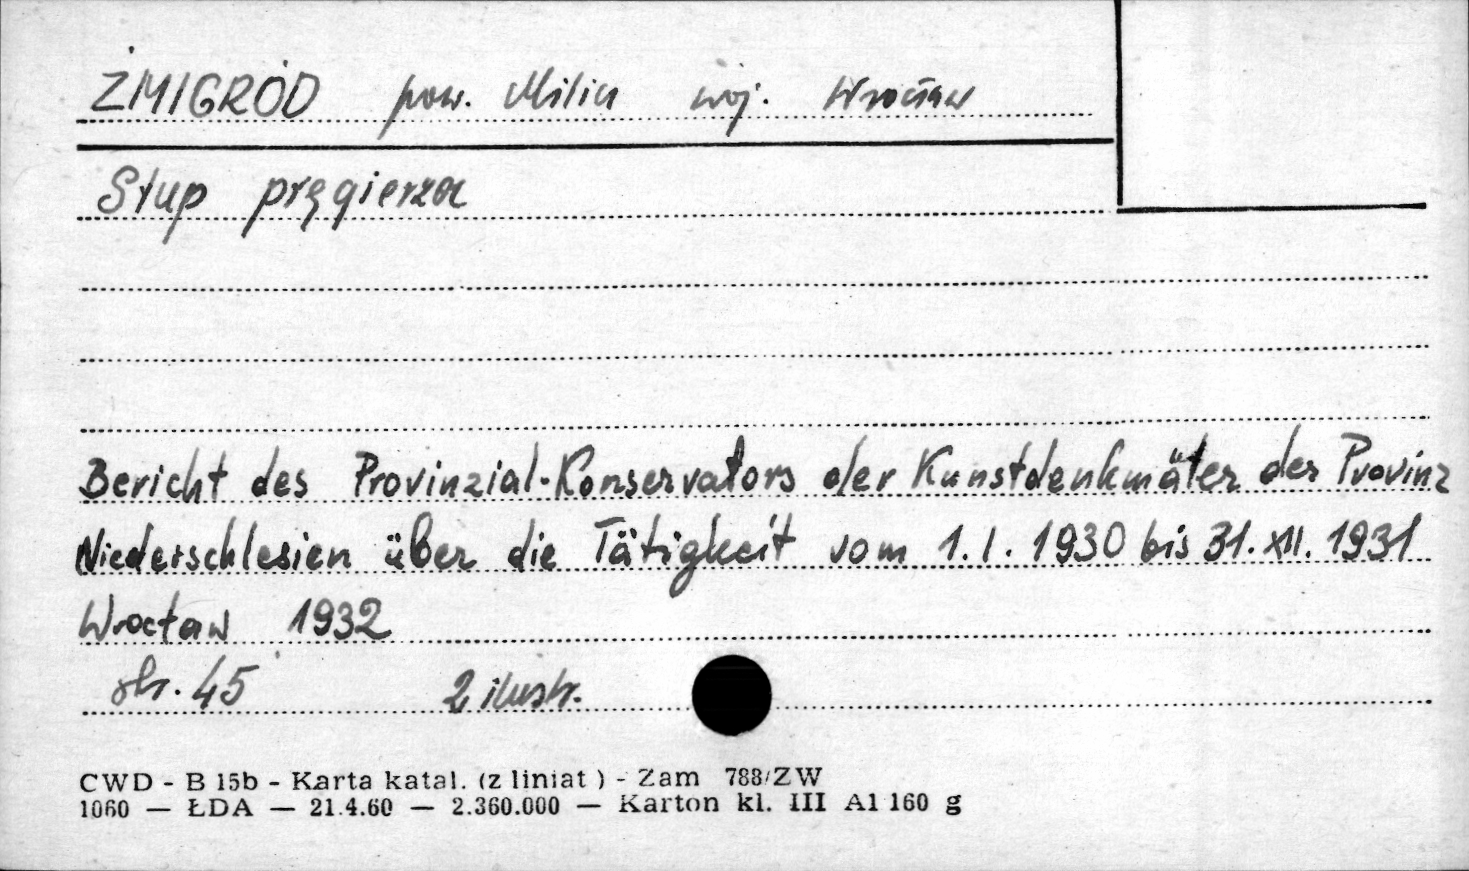 ŻMIGRÓD pow. Milicz woj. Wrocław
Słup pręgierza
Bericht des Provinzial-Konservators der Kunstdenkmäler der Provinz
Niederschlesien über die Tätigkeit vom 1.I.1930 bis 31.XII.1931
Wrocław 1932
str. 45 2 ilustr.
CWD - B 15b - Karta katal. (z liniat ) - Zam 788/ZW
1060 — ŁDA — 21.4.60 — 2.360.000 — Karton kl. III A1 160 g